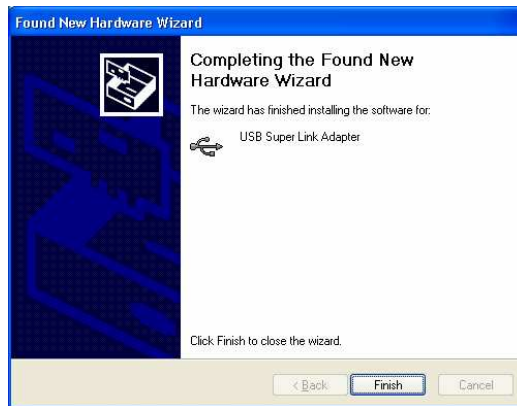 Found New Hardware Wizard
Completing the Found New
Hardware Wizard
The wizard has finished installing the software for:
USB Super Link Adapter
Click Finish to close the wizard.
< Back
Finish
Cancel